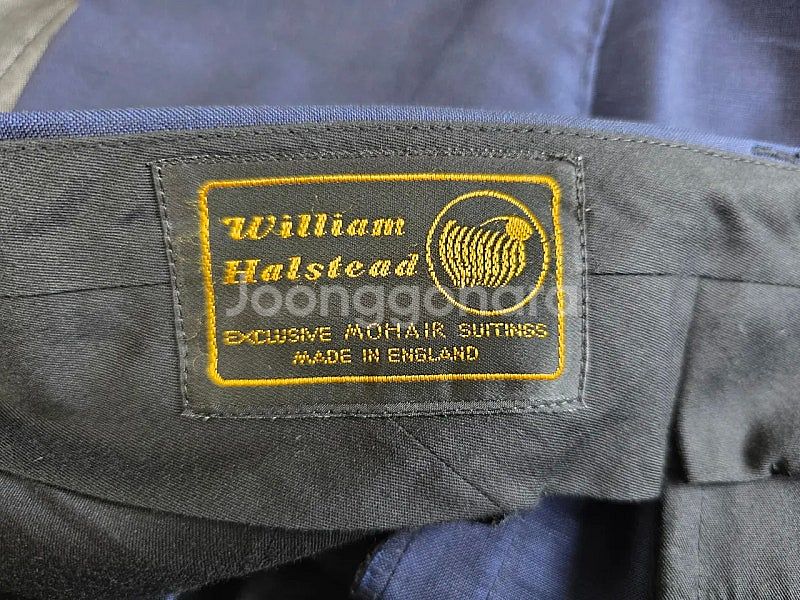 William
Halstead
Joonggonara
EXCLUSIVE MOHAIR SUITINGS
MADE IN ENGLAND